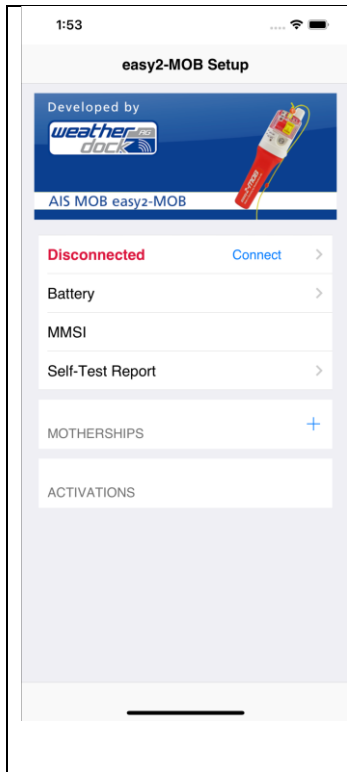 1:53
easy2-MOB Setup
Developed by
weather AG
dock
AIS MOB easy2-MOB
Disconnected Connect
Battery
MMSI
Self-Test Report
MOTHERSHIPS +
ACTIVATIONS